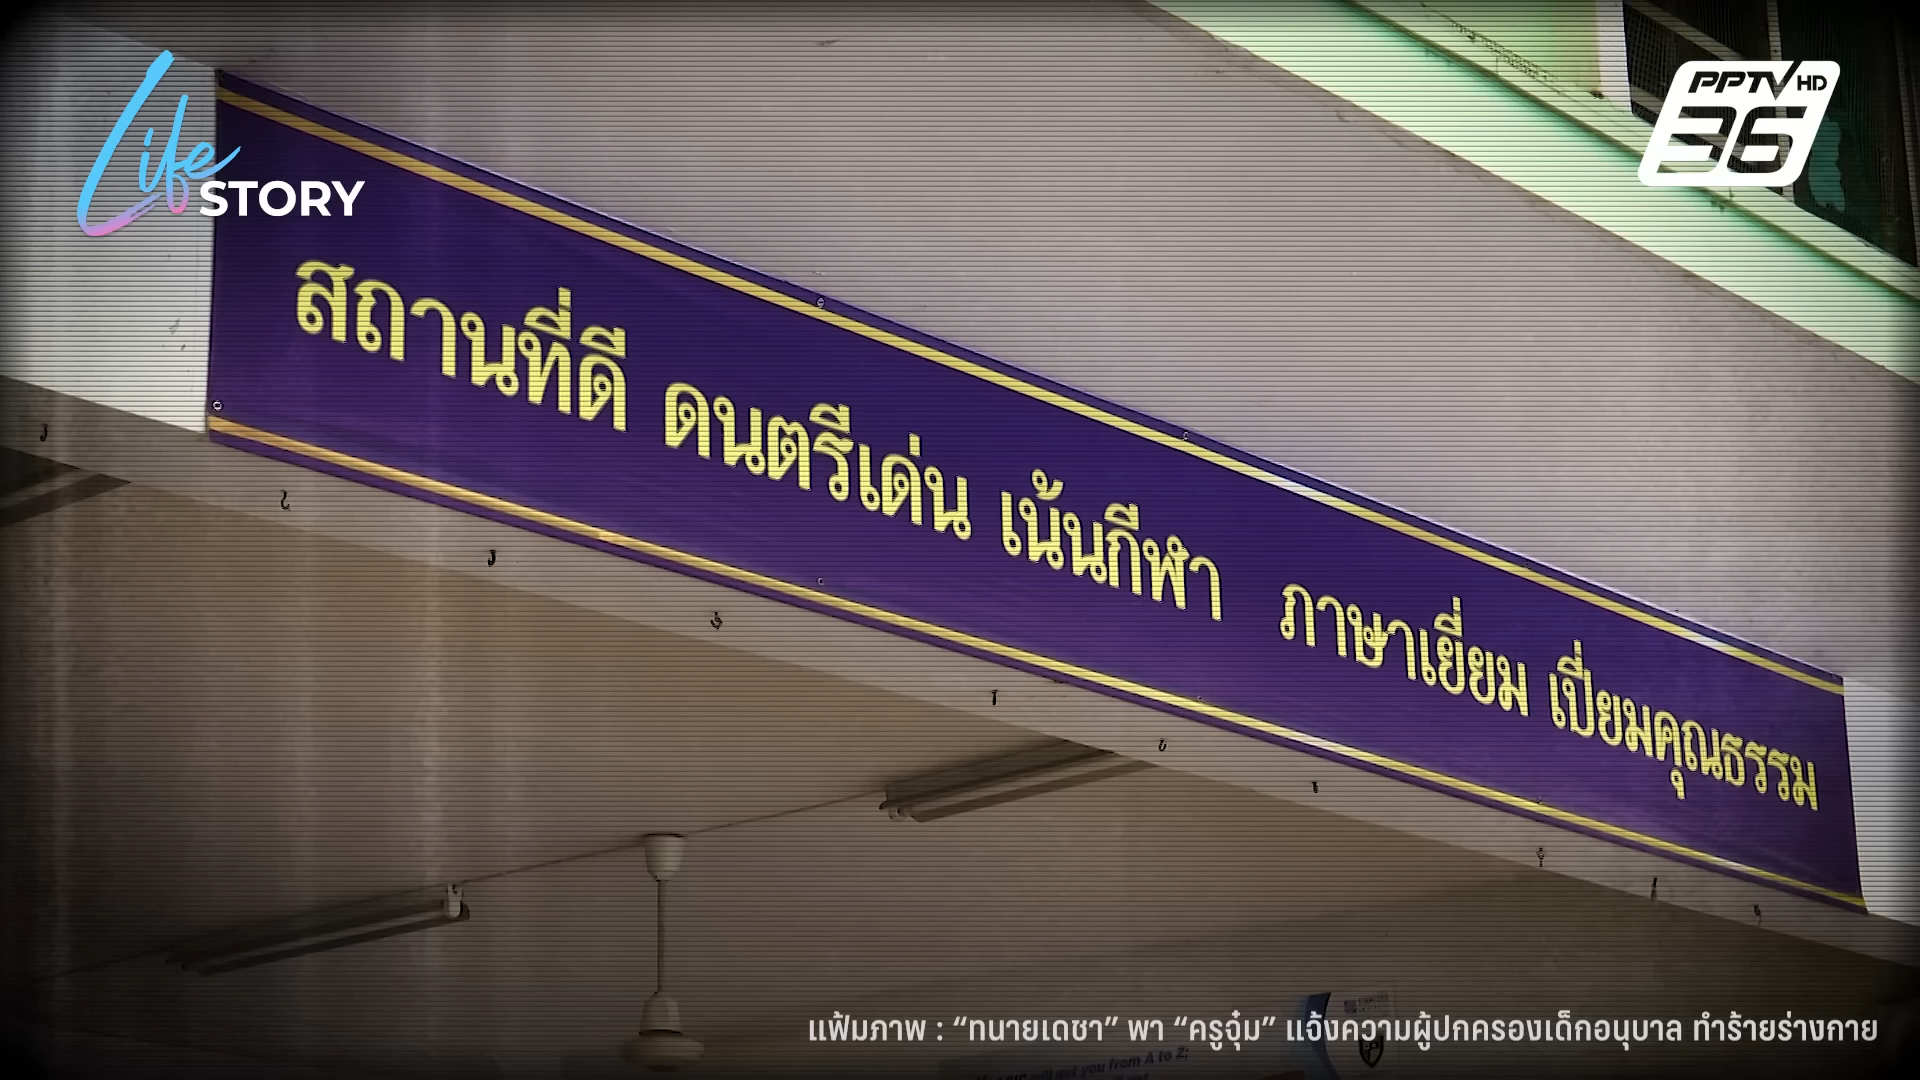 Life STORY
PPTV HD
36
สถานที่ดี ดนตรีเด่น เน้นกีฬา ภาษาเยี่ยม เปี่ยมคุณธรรม
แฟ้มภาพ : “ทนายเดชา” พา “ครูจุ๋ม” แจ้งความผู้ปกครองเด็กอนุบาล ทำร้ายร่างกาย
will get you from A to Z;